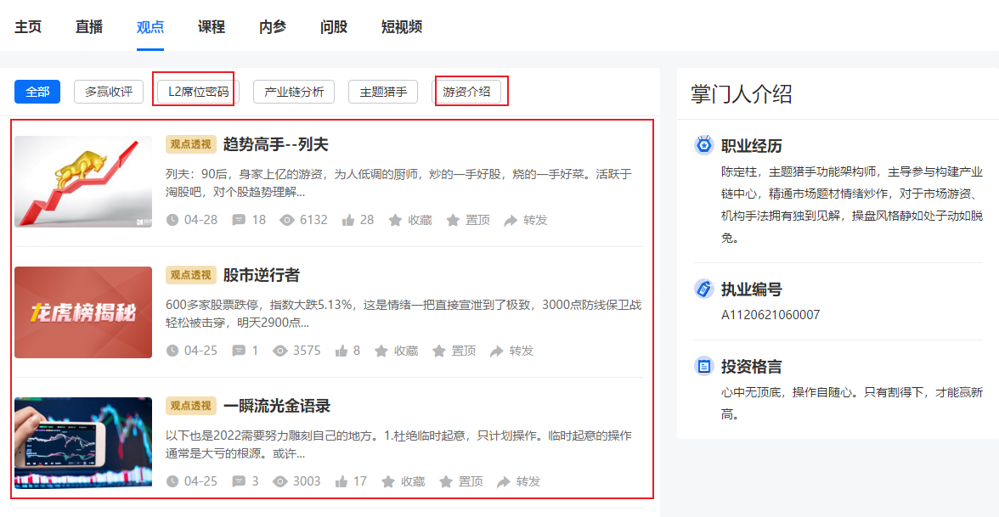 主页 直播 观点 课程 内参 问股 短视频
全部 多赢收评 L2席位密码 产业链分析 主题猎手 游资介绍
观点透视 趋势高手--列夫
列夫：90后，身家上亿的游资，为人低调的厨师，炒的一手好股，烧的一手好菜。活跃于
淘股吧，对个股趋势理解...
04-28 18 6132 28 收藏 置顶 转发
龙虎榜揭秘
观点透视 股市逆行者
600多家股票跌停，指数大跌5.13%，这是情绪一把直接宣泄到了极致，3000点防线保卫战
轻松被击穿，明天2900点...
04-25 1 3575 8 收藏 置顶 转发
观点透视 一瞬流光金语录
以下也是2022需要努力雕刻自己的地方。1.杜绝临时起意，只计划操作。临时起意的操作
通常是大亏的根源。或许...
04-25 3 3003 17 收藏 置顶 转发
掌门人介绍
职业经历
陈定柱，主题猎手功能架构师，主导参与构建产业
链中心，精通市场题材情绪炒作，对于市场游资、
机构手法拥有独到见解，操盘风格静如处子动如脱
兔。
执业编号
A1120621060007
投资格言
心中无顶底，操作自随心。只有割得下，才能赢新
高。